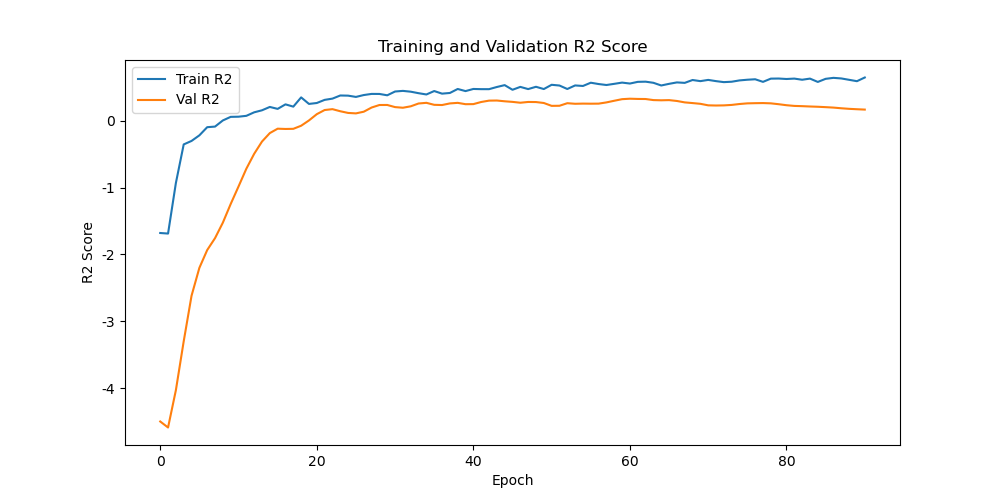 Training and Validation R2 Score
Train R2
Val R2
0
-1
-2
-3
-4
R2 Score
0
20
40
60
80
Epoch